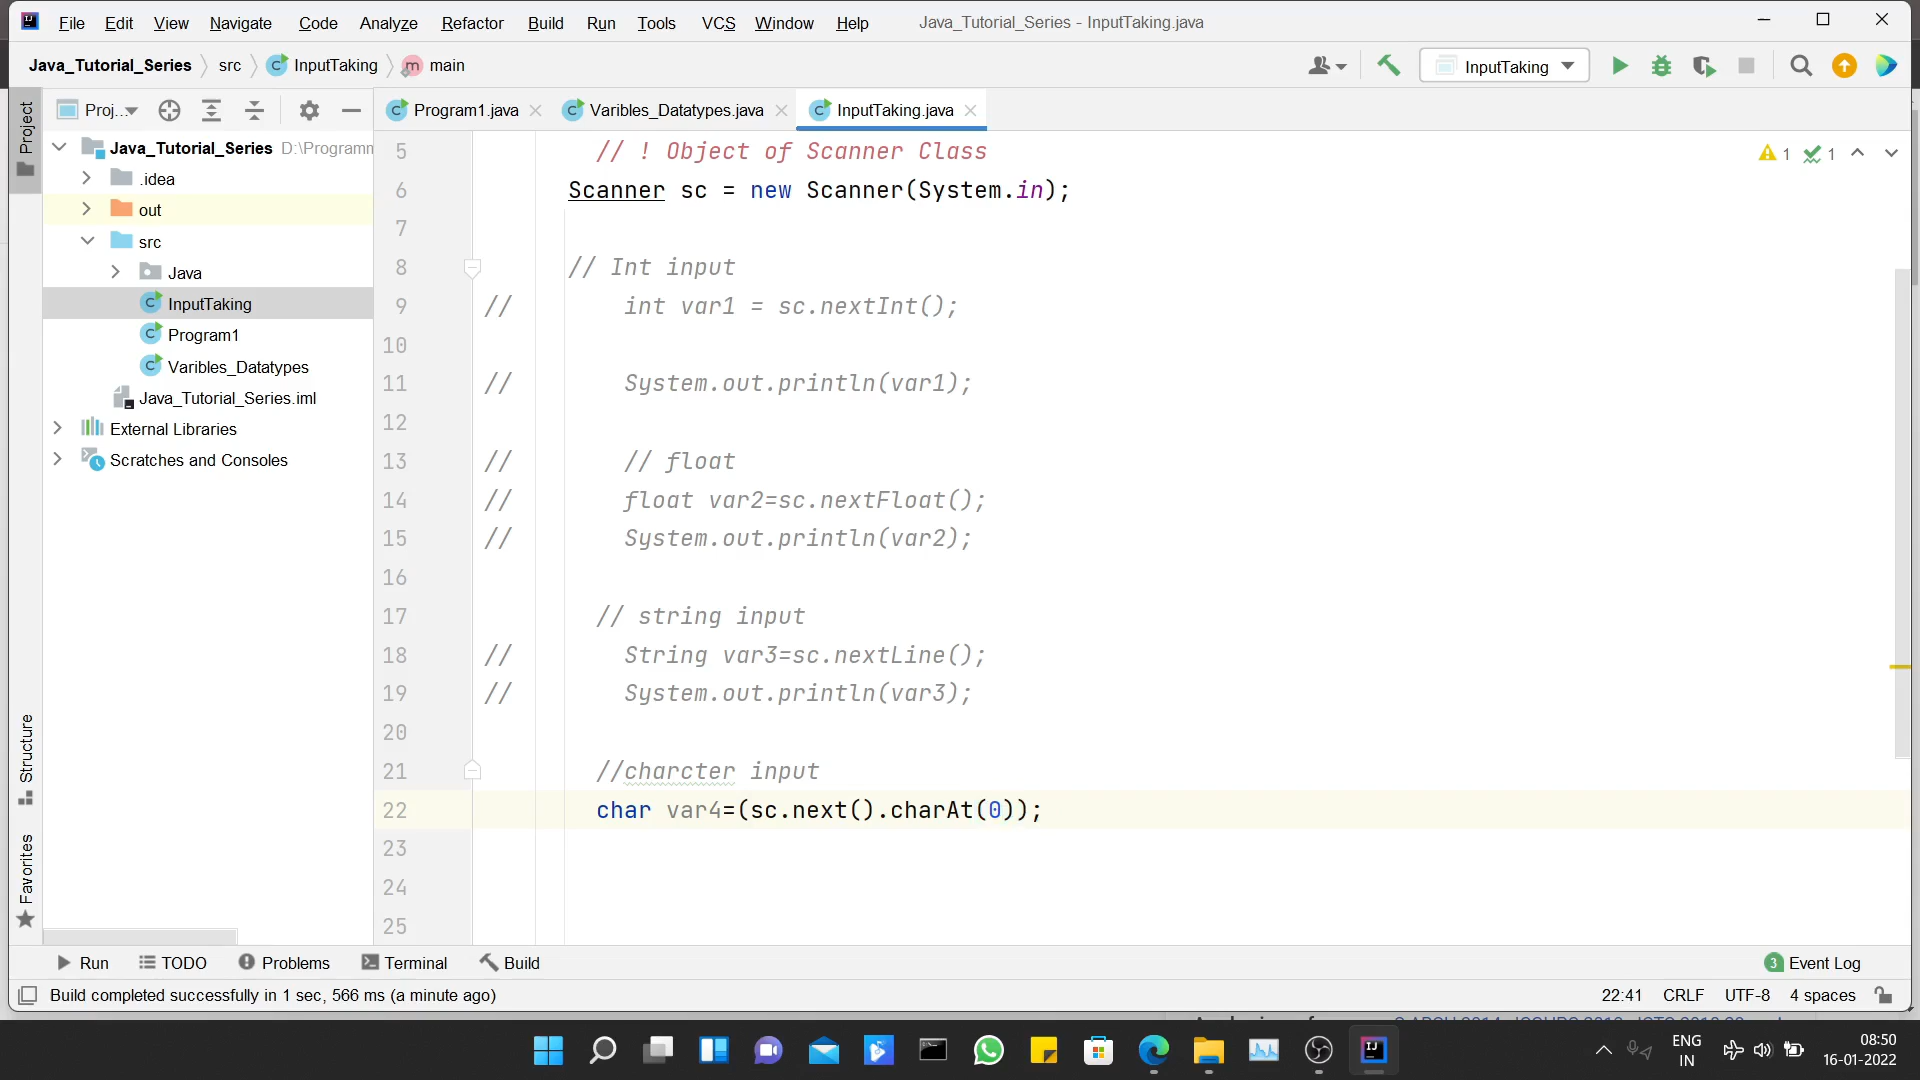 File Edit View Navigate Code Analyze Refactor Build Run Tools VCS Window Help Java_Tutorial_Series - InputTaking.java
Java_Tutorial_Series src InputTaking main
InputTaking
Project
Proj...
Program1.java Varibles_Datatypes.java InputTaking.java
Java_Tutorial_Series D:\Programm
.idea
out
src
Java
InputTaking
Program1
Varibles_Datatypes
Java_Tutorial_Series.iml
External Libraries
Scratches and Consoles
Structure
Favorites
1 1
5 // ! Object of Scanner Class
6 Scanner sc = new Scanner(System.in);
7
8 // Int input
9 // int var1 = sc.nextInt();
10
11 // System.out.println(var1);
12
13 // // float
14 // float var2=sc.nextFloat();
15 // System.out.println(var2);
16
17 // string input
18 // String var3=sc.nextLine();
19 // System.out.println(var3);
20
21 //charcter input
22 char var4=(sc.next().charAt(0));
23
24
25
Run TODO Problems Terminal Build 3 Event Log
Build completed successfully in 1 sec, 566 ms (a minute ago) 22:41 CRLF UTF-8 4 spaces
ENG
IN
08:50
16-01-2022